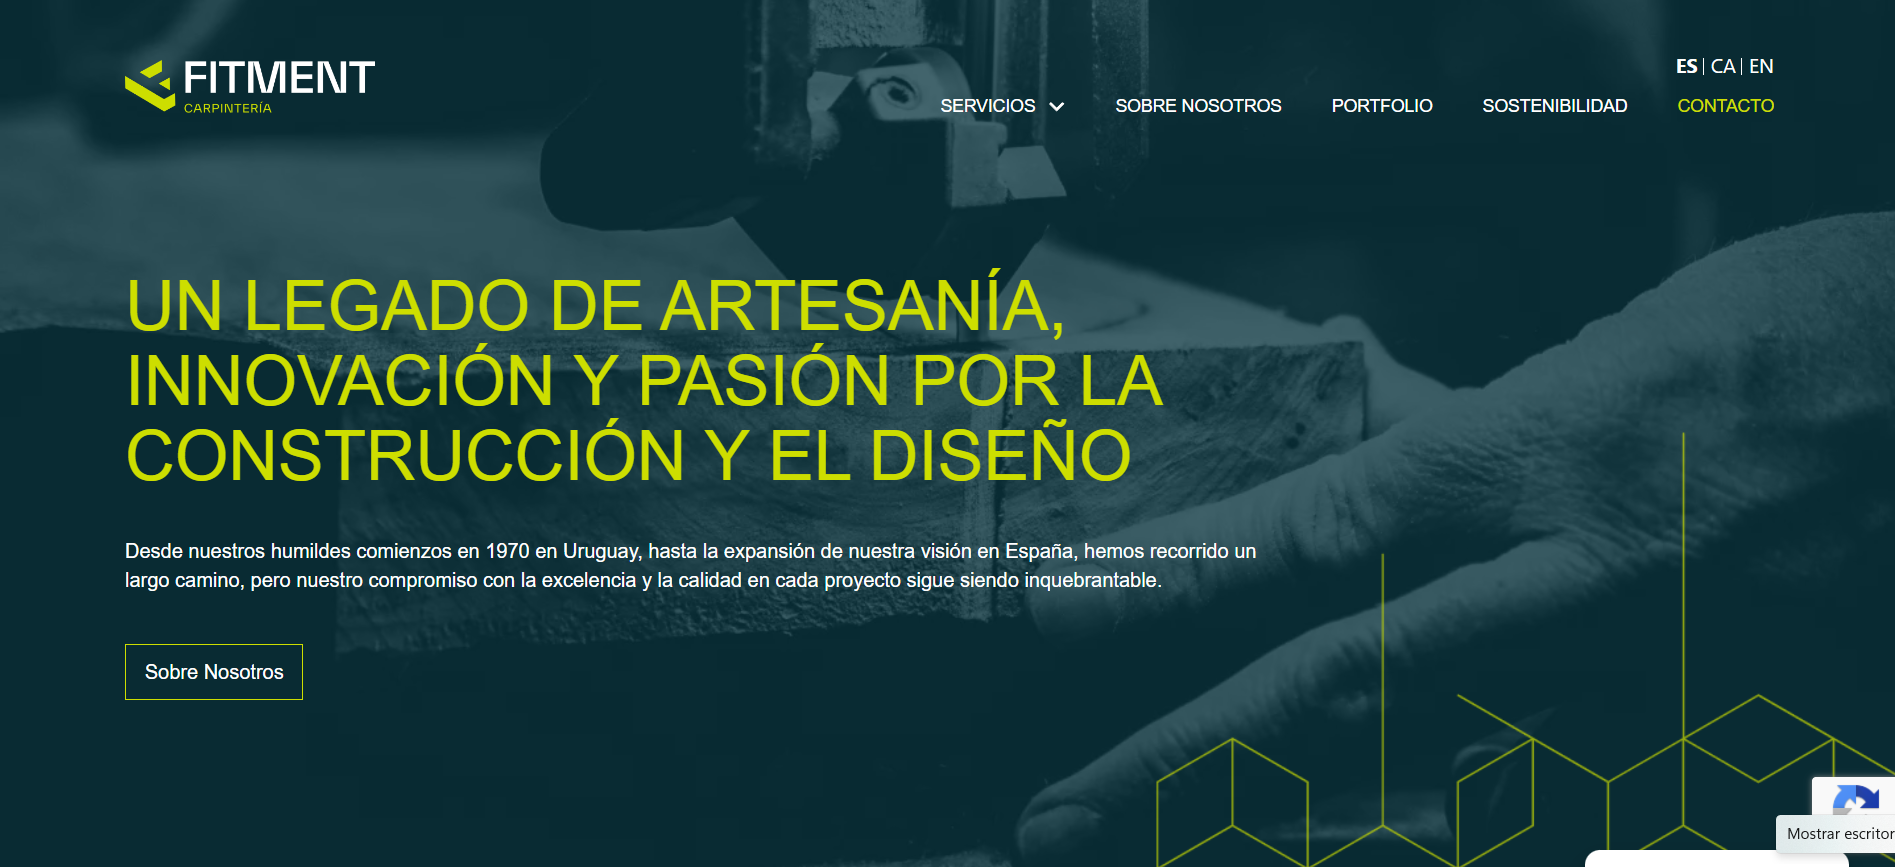 FITMENT
CARPINTERÍA
ES | CA | EN
SERVICIOS SOBRE NOSOTROS PORTFOLIO SOSTENIBILIDAD CONTACTO
UN LEGADO DE ARTESANÍA,
INNOVACIÓN Y PASIÓN POR LA
CONSTRUCCIÓN Y EL DISEÑO
Desde nuestros humildes comienzos en 1970 en Uruguay, hasta la expansión de nuestra visión en España, hemos recorrido un
largo camino, pero nuestro compromiso con la excelencia y la calidad en cada proyecto sigue siendo inquebrantable.
Sobre Nosotros
Mostrar escritor